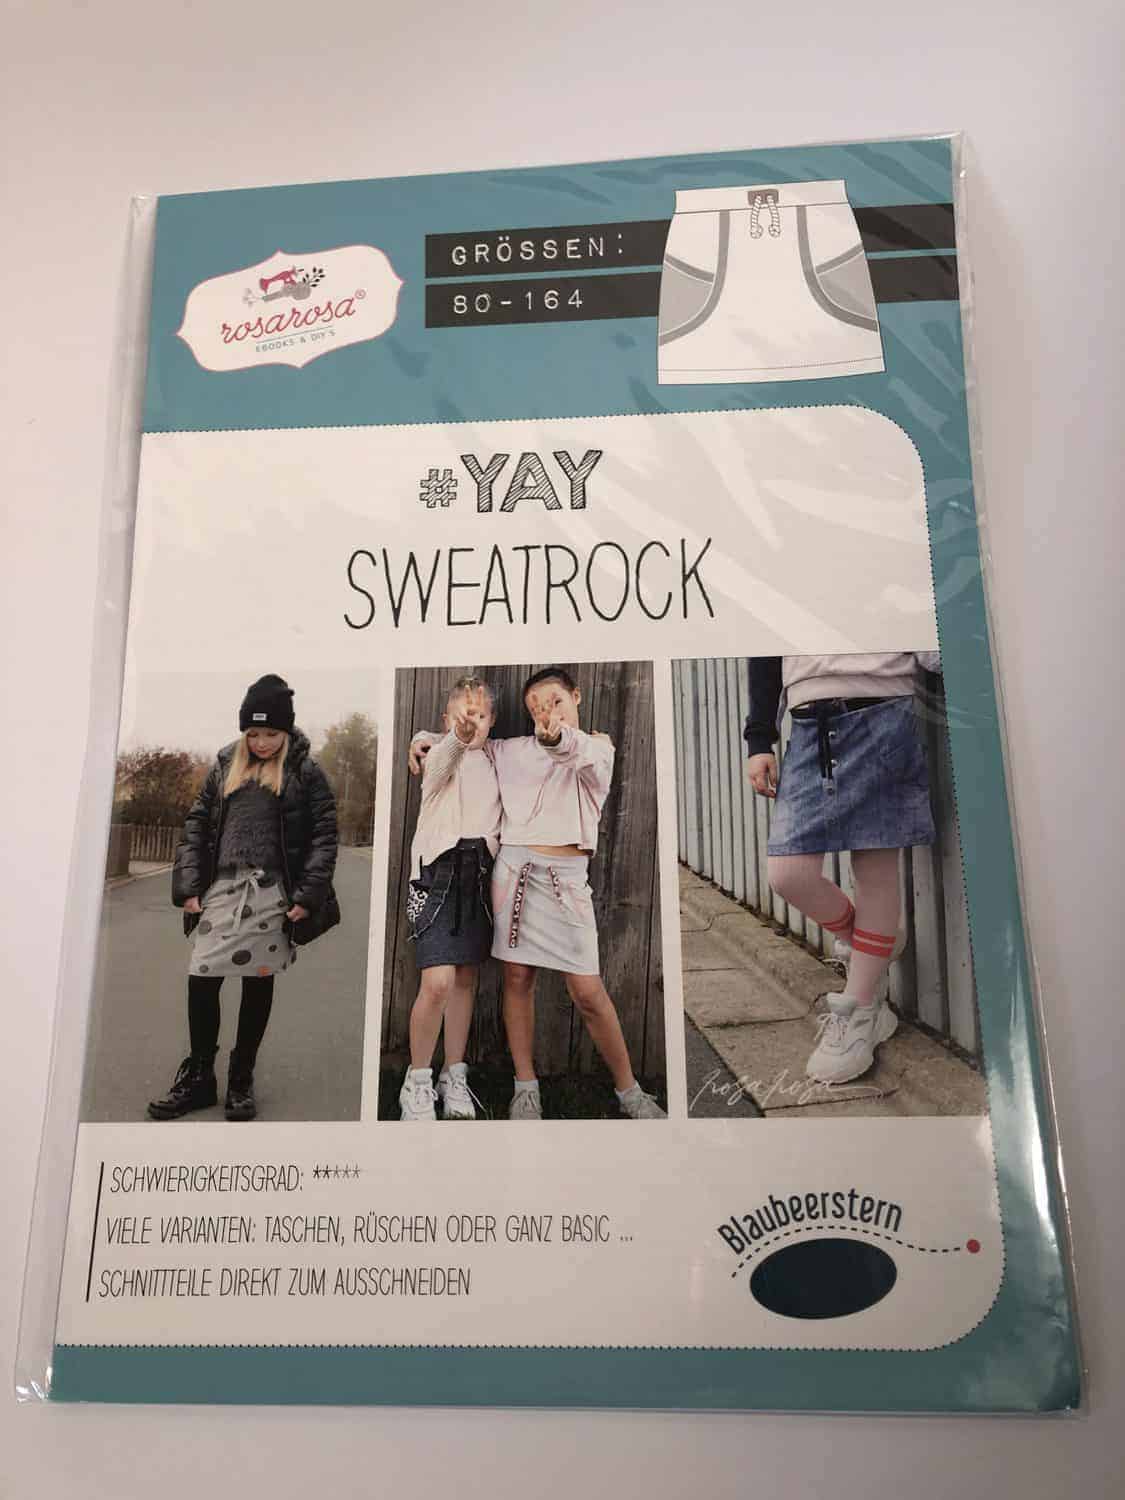 GRÖSSEN:
80-164
rosarosa®
EBOOKS & DIY'S
#YAY
SWEATROCK
rosarosa
SCHWIERIGKEITSGRAD: *****
VIELE VARIANTEN: TASCHEN, RÜSCHEN ODER GANZ BASIC ...
SCHNITTTEILE DIREKT ZUM AUSSCHNEIDEN
Blaubeerstern